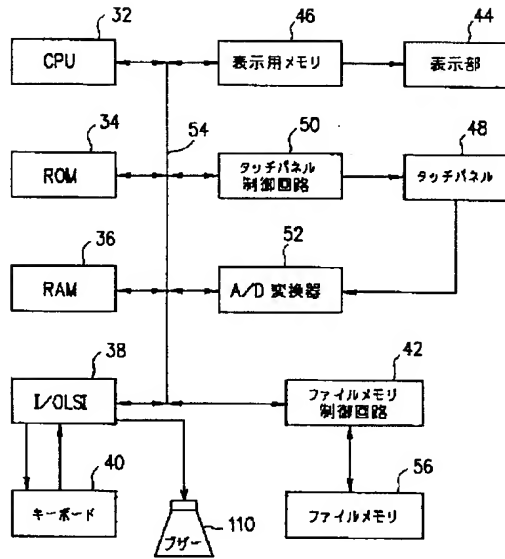 32
CPU
46
表示用メモリ
44
表示部
34
ROM
54
50
タッチパネル
制御回路
48
タッチパネル
36
RAM
52
A/D 変換器
38
I/OLSI
42
ファイルメモリ
制御回路
40
キーボード
ブザー
110
56
ファイルメモリ